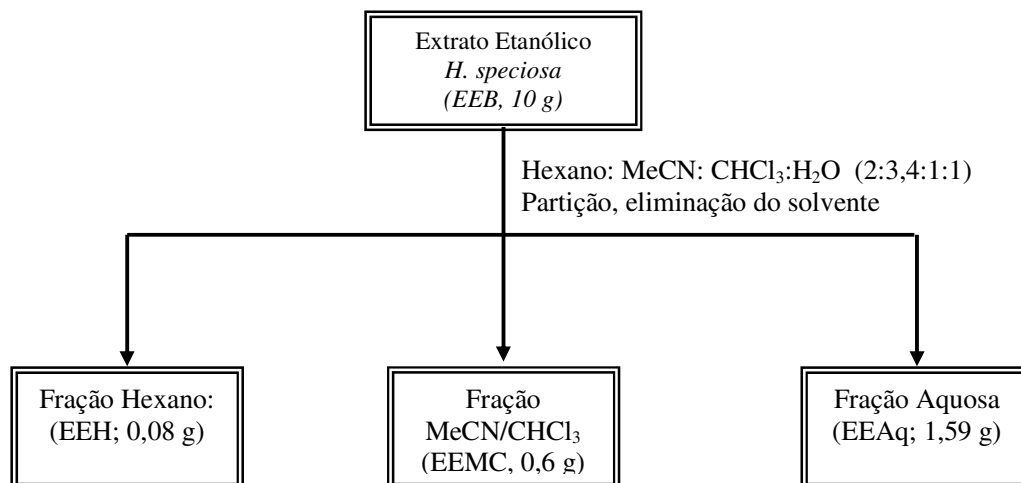 Extrato Etanólico
H. speciosa
(EEB, 10 g)
Hexano: MeCN: CHCl₃:H₂O (2:3,4:1:1)
Partição, eliminação do solvente
Fração Hexano:
(EEH; 0,08 g)
Fração
MeCN/CHCl₃
(EEMC, 0,6 g)
Fração Aquosa
(EEAq; 1,59 g)